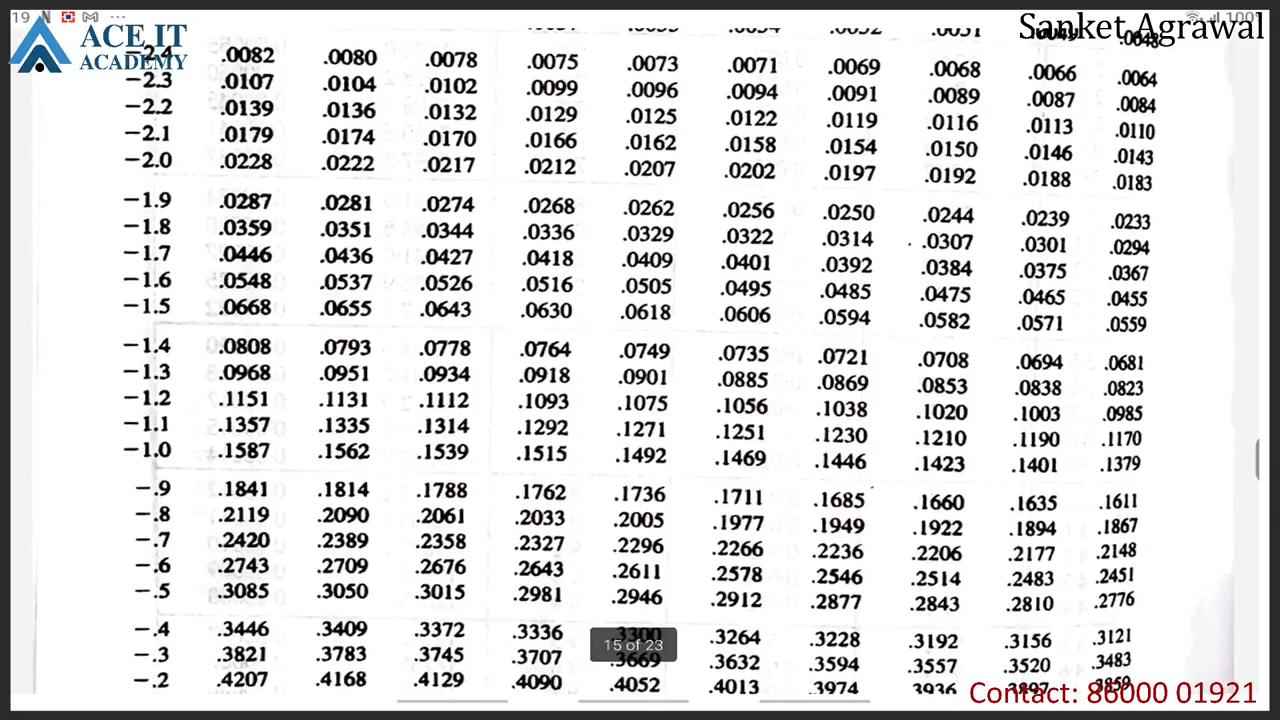 19 N M ... 100%
ACE IT
ACADEMY
Sanket Agrawal
.0049 .0048
−2.4 .0082 .0080 .0078 .0075 .0073 .0071 .0069 .0068 .0066 .0064
−2.3 .0107 .0104 .0102 .0099 .0096 .0094 .0091 .0089 .0087 .0084
−2.2 .0139 .0136 .0132 .0129 .0125 .0122 .0119 .0116 .0113 .0110
−2.1 .0179 .0174 .0170 .0166 .0162 .0158 .0154 .0150 .0146 .0143
−2.0 .0228 .0222 .0217 .0212 .0207 .0202 .0197 .0192 .0188 .0183
−1.9 .0287 .0281 .0274 .0268 .0262 .0256 .0250 .0244 .0239 .0233
−1.8 .0359 .0351 .0344 .0336 .0329 .0322 .0314 .0307 .0301 .0294
−1.7 .0446 .0436 .0427 .0418 .0409 .0401 .0392 .0384 .0375 .0367
−1.6 .0548 .0537 .0526 .0516 .0505 .0495 .0485 .0475 .0465 .0455
−1.5 .0668 .0655 .0643 .0630 .0618 .0606 .0594 .0582 .0571 .0559
−1.4 .0808 .0793 .0778 .0764 .0749 .0735 .0721 .0708 .0694 .0681
−1.3 .0968 .0951 .0934 .0918 .0901 .0885 .0869 .0853 .0838 .0823
−1.2 .1151 .1131 .1112 .1093 .1075 .1056 .1038 .1020 .1003 .0985
−1.1 .1357 .1335 .1314 .1292 .1271 .1251 .1230 .1210 .1190 .1170
−1.0 .1587 .1562 .1539 .1515 .1492 .1469 .1446 .1423 .1401 .1379
−.9 .1841 .1814 .1788 .1762 .1736 .1711 .1685 .1660 .1635 .1611
−.8 .2119 .2090 .2061 .2033 .2005 .1977 .1949 .1922 .1894 .1867
−.7 .2420 .2389 .2358 .2327 .2296 .2266 .2236 .2206 .2177 .2148
−.6 .2743 .2709 .2676 .2643 .2611 .2578 .2546 .2514 .2483 .2451
−.5 .3085 .3050 .3015 .2981 .2946 .2912 .2877 .2843 .2810 .2776
−.4 .3446 .3409 .3372 .3336 .3300 .3264 .3228 .3192 .3156 .3121
15 of 23
−.3 .3821 .3783 .3745 .3707 .3669 .3632 .3594 .3557 .3520 .3483
−.2 .4207 .4168 .4129 .4090 .4052 .4013 .3974 .3936 .3897 .3859
Contact: 86000 01921